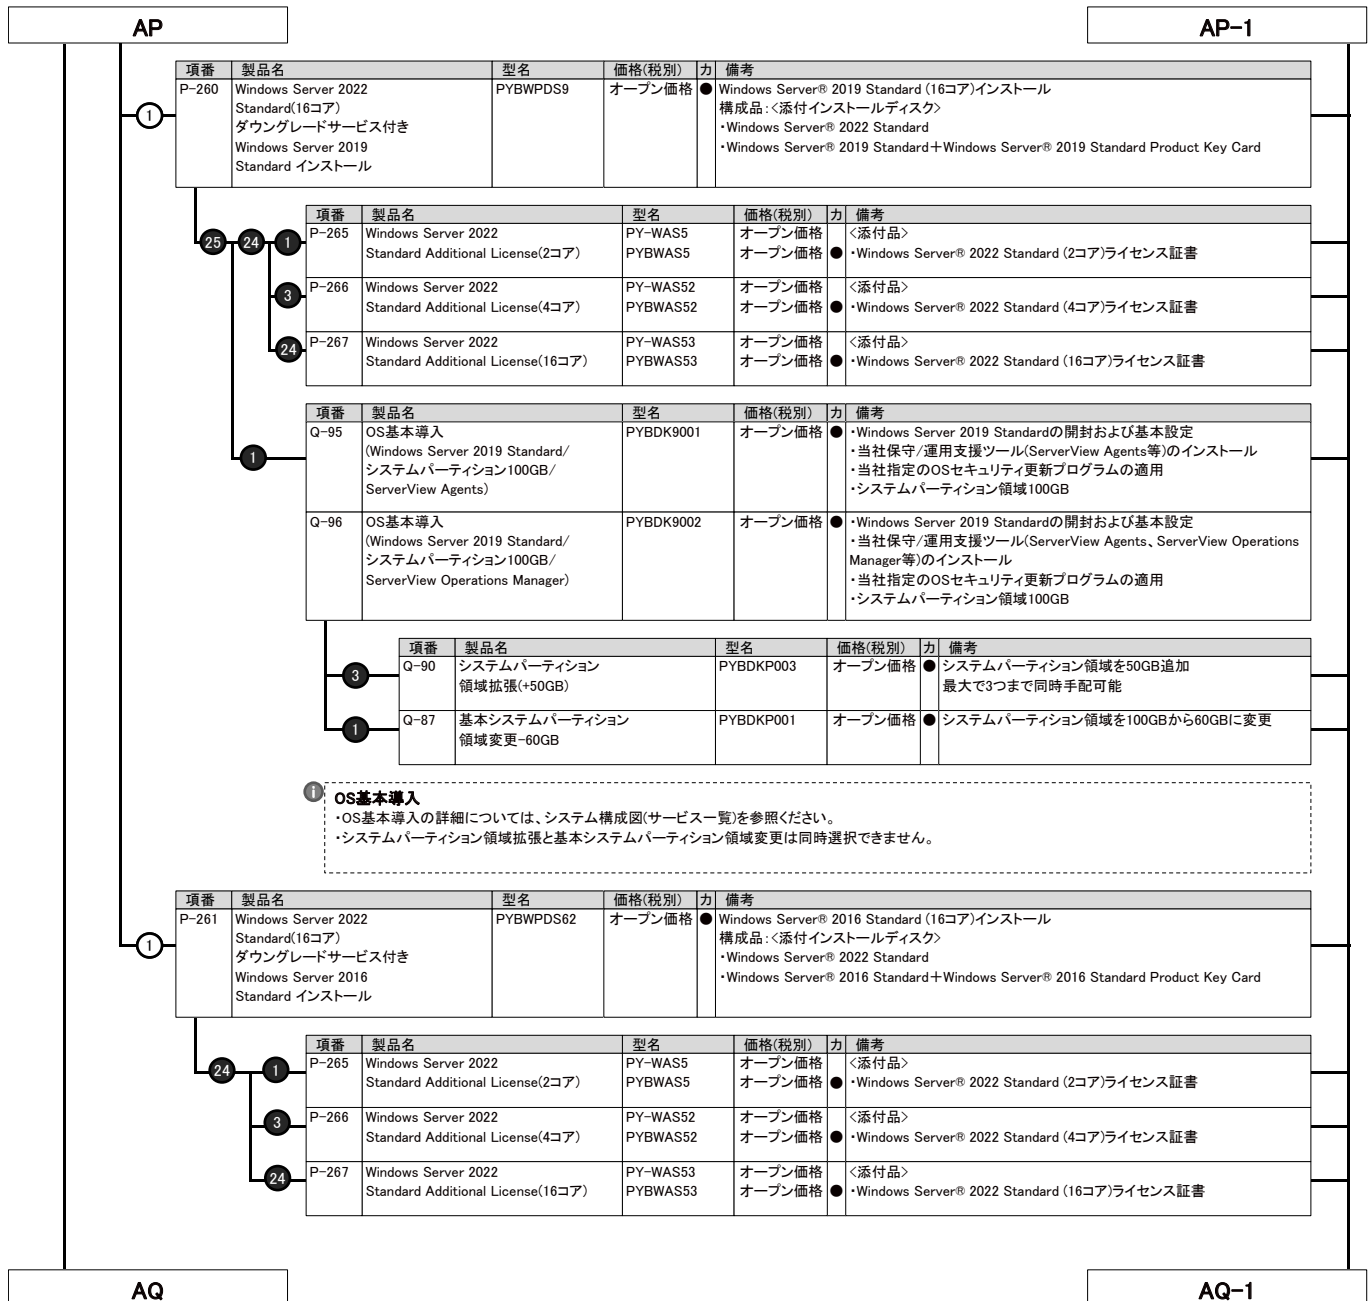 AP
AP-1
項番 製品名 型名 価格(税別) カ 備考
P-260 Windows Server 2022 PYBWPDS9 オープン価格 ● Windows Server® 2019 Standard (16コア)インストール
Standard(16コア) 構成品:<添付インストールディスク>
① ダウングレードサービス付き ・Windows Server® 2022 Standard
Windows Server 2019 ・Windows Server® 2019 Standard+Windows Server® 2019 Standard Product Key Card
Standard インストール
項番 製品名 型名 価格(税別) カ 備考
25 24 1 P-265 Windows Server 2022 PY-WAS5 オープン価格 <添付品>
Standard Additional License(2コア) PYBWAS5 オープン価格 ● ・Windows Server® 2022 Standard (2コア)ライセンス証書
3 P-266 Windows Server 2022 PY-WAS52 オープン価格 <添付品>
Standard Additional License(4コア) PYBWAS52 オープン価格 ● ・Windows Server® 2022 Standard (4コア)ライセンス証書
24 P-267 Windows Server 2022 PY-WAS53 オープン価格 <添付品>
Standard Additional License(16コア) PYBWAS53 オープン価格 ● ・Windows Server® 2022 Standard (16コア)ライセンス証書
項番 製品名 型名 価格(税別) カ 備考
Q-95 OS基本導入 PYBDK9001 オープン価格 ● ・Windows Server 2019 Standardの開封および基本設定
(Windows Server 2019 Standard/ ・当社保守/運用支援ツール(ServerView Agents等)のインストール
1 システムパーティション100GB/ ・当社指定のOSセキュリティ更新プログラムの適用
ServerView Agents) ・システムパーティション領域100GB
Q-96 OS基本導入 PYBDK9002 オープン価格 ● ・Windows Server 2019 Standardの開封および基本設定
(Windows Server 2019 Standard/ ・当社保守/運用支援ツール(ServerView Agents、ServerView Operations
システムパーティション100GB/ Manager等)のインストール
ServerView Operations Manager) ・当社指定のOSセキュリティ更新プログラムの適用
・システムパーティション領域100GB
項番 製品名 型名 価格(税別) カ 備考
3 Q-90 システムパーティション PYBDKP003 オープン価格 ● システムパーティション領域を50GB追加
領域拡張(+50GB) 最大で3つまで同時手配可能
1 Q-87 基本システムパーティション PYBDKP001 オープン価格 ● システムパーティション領域を100GBから60GBに変更
領域変更-60GB
i OS基本導入
・OS基本導入の詳細については、システム構成図(サービス一覧)を参照ください。
・システムパーティション領域拡張と基本システムパーティション領域変更は同時選択できません。
項番 製品名 型名 価格(税別) カ 備考
P-261 Windows Server 2022 PYBWPDS62 オープン価格 ● Windows Server® 2016 Standard (16コア)インストール
Standard(16コア) 構成品:<添付インストールディスク>
① ダウングレードサービス付き ・Windows Server® 2022 Standard
Windows Server 2016 ・Windows Server® 2016 Standard+Windows Server® 2016 Standard Product Key Card
Standard インストール
項番 製品名 型名 価格(税別) カ 備考
24 1 P-265 Windows Server 2022 PY-WAS5 オープン価格 <添付品>
Standard Additional License(2コア) PYBWAS5 オープン価格 ● ・Windows Server® 2022 Standard (2コア)ライセンス証書
3 P-266 Windows Server 2022 PY-WAS52 オープン価格 <添付品>
Standard Additional License(4コア) PYBWAS52 オープン価格 ● ・Windows Server® 2022 Standard (4コア)ライセンス証書
24 P-267 Windows Server 2022 PY-WAS53 オープン価格 <添付品>
Standard Additional License(16コア) PYBWAS53 オープン価格 ● ・Windows Server® 2022 Standard (16コア)ライセンス証書
AQ
AQ-1